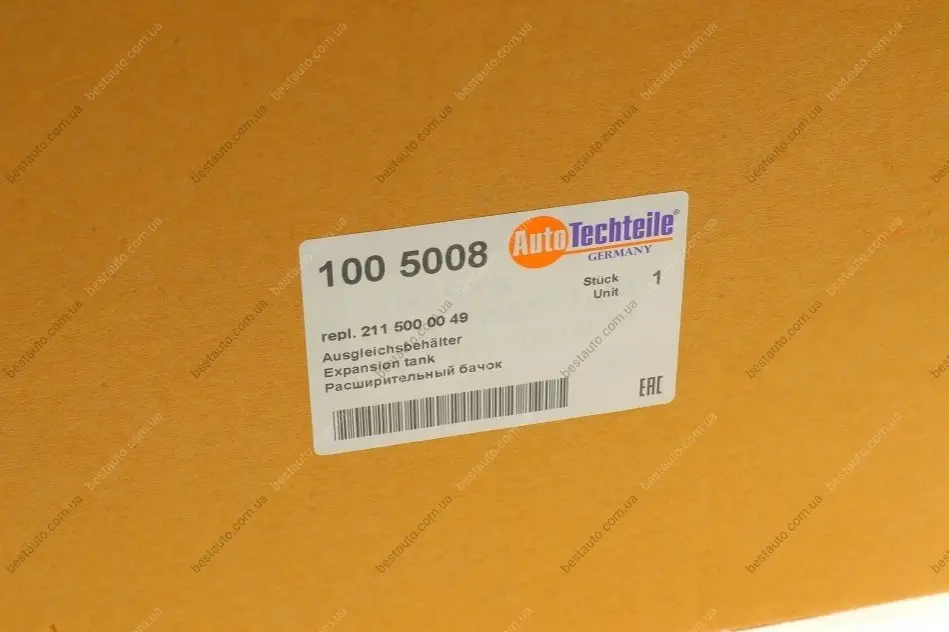 100 5008
AutoTechteile®
GERMANY
Stück 1
Unit
repl. 211 500 00 49
Ausgleichsbehälter
Expansion tank
Расширительный бачок
EAC
bestauto.com.ua